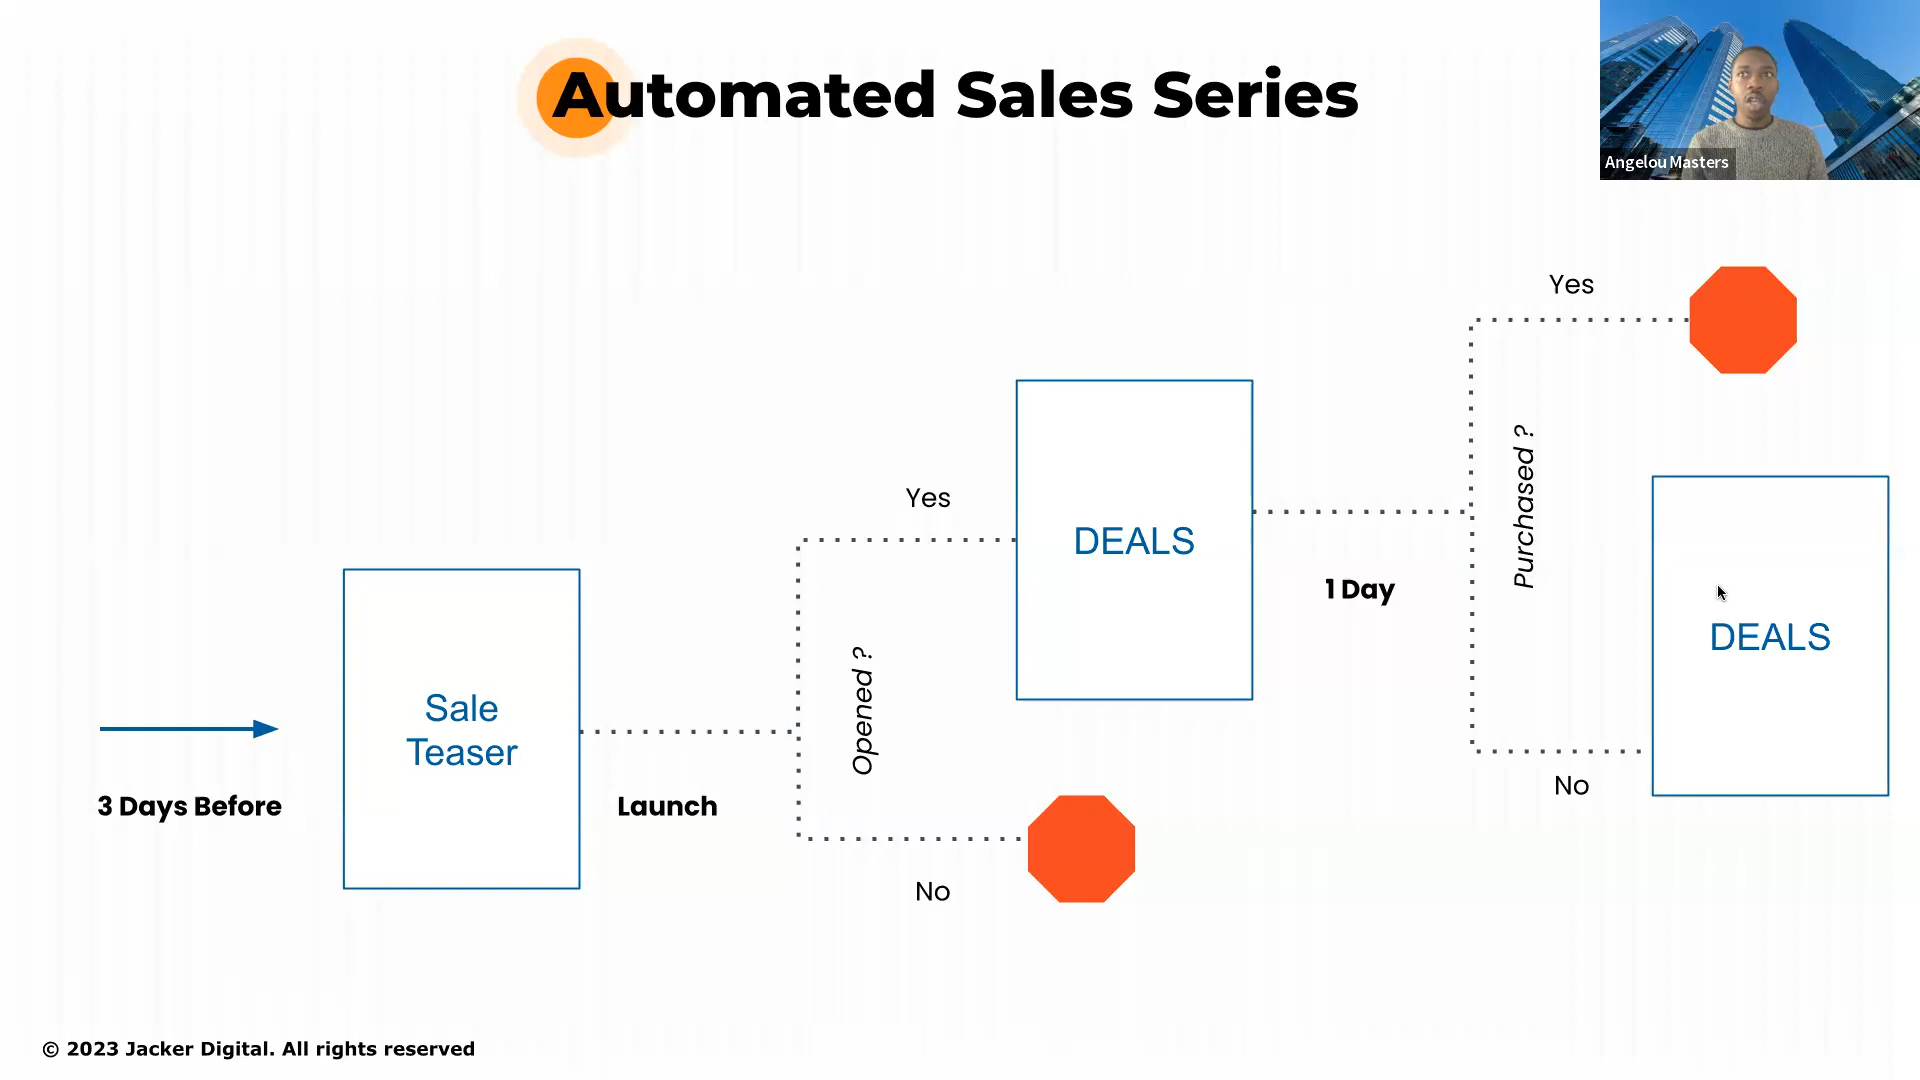 Automated Sales Series
Angelou Masters
Yes
Purchased ?
Yes
DEALS
1 Day
DEALS
Opened ?
Sale
Teaser
3 Days Before
Launch
No
No
© 2023 Jacker Digital. All rights reserved